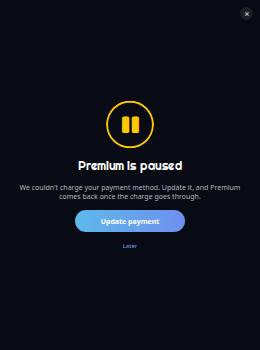 Premium is paused
We couldn't charge your payment method. Update it, and Premium
comes back once the charge goes through.
Update payment
Later